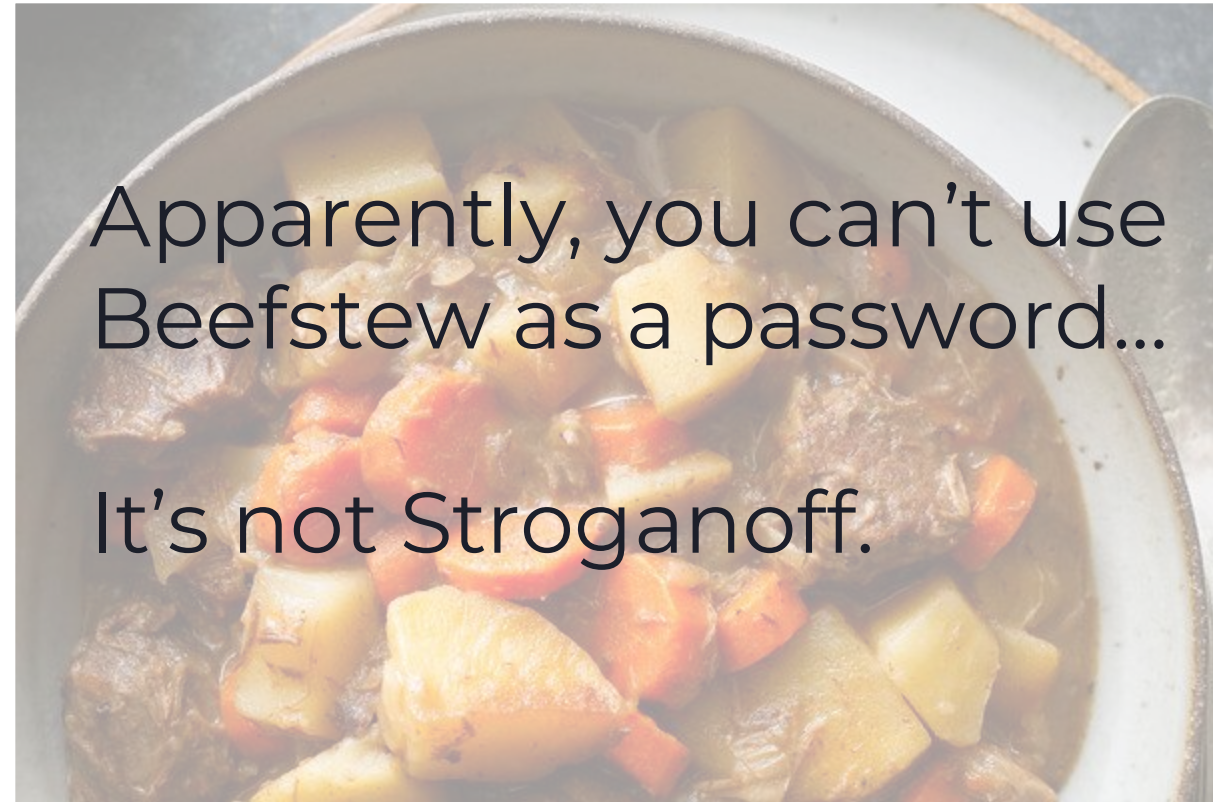 Apparently, you can’t use
Beefstew as a password...
It’s not Stroganoff.